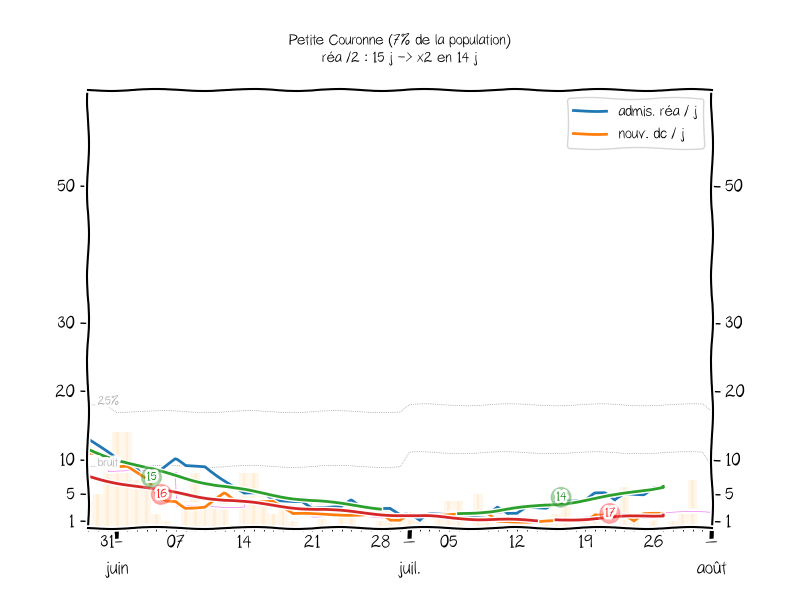 Petite Couronne (7% de la population)
réa /2 : 15 j -> x2 en 14 j
admis. réa / j
nouv. dc / j
50 50
30 30
20 20
25%
10 10
bruit
15
16
14
17
5 5
1 1
31 07 14 21 28 05 12 19 26
juin juil. août